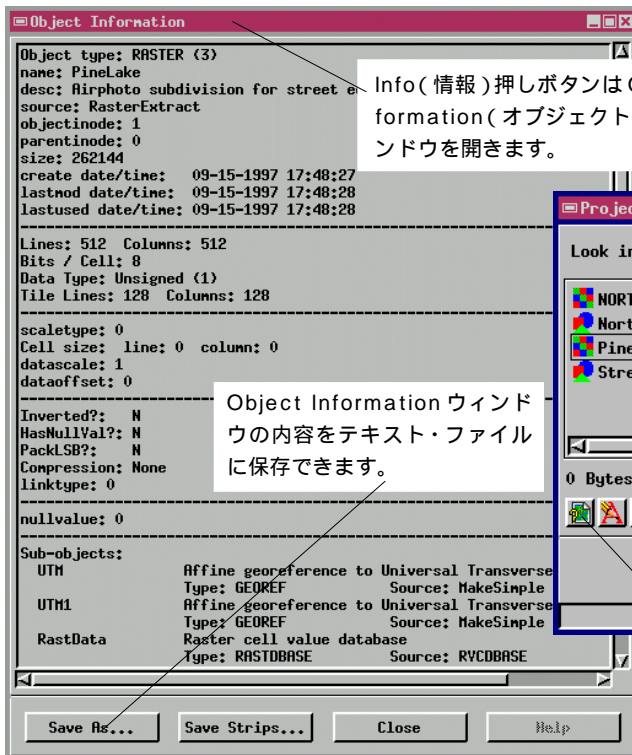 Object Information
Object type: RASTER (3)
name: PineLake
desc: Airphoto subdivision for street e
source: RasterExtract
objectinode: 1
parentinode: 0
size: 262144
create date/time: 09-15-1997 17:48:27
lastmod date/time: 09-15-1997 17:48:28
lastused date/time: 09-15-1997 17:48:28
Lines: 512 Columns: 512
Bits / Cell: 8
Data Type: Unsigned (1)
Tile Lines: 128 Columns: 128
scaletype: 0
Cell size: line: 0 column: 0
datascale: 1
dataoffset: 0
Inverted?: N
HasNullVal?: N
PackLSB?: N
Compression: None
linktype: 0
nullvalue: 0
Sub-objects:
UTM Affine georeference to Universal Transverse
Type: GEOREF Source: MakeSimple
UTM1 Affine georeference to Universal Transverse
Type: GEOREF Source: MakeSimple
RastData Raster cell value database
Type: RASTDBASE Source: RVCDBASE
Save As... Save Strips... Close Help
Info(情報)押しボタンは
formation(オブジェクト
ンドウを開きます。
Object Information ウィンド
ウの内容をテキスト・ファイル
に保存できます。
Projec
Look in
NORT
Nort
Pine
Stre
0 Bytes